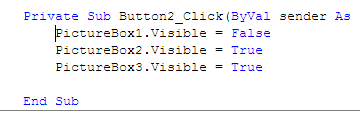 Private Sub Button2_Click(ByVal sender As
PictureBox1.Visible = False
PictureBox2.Visible = True
PictureBox3.Visible = True
End Sub